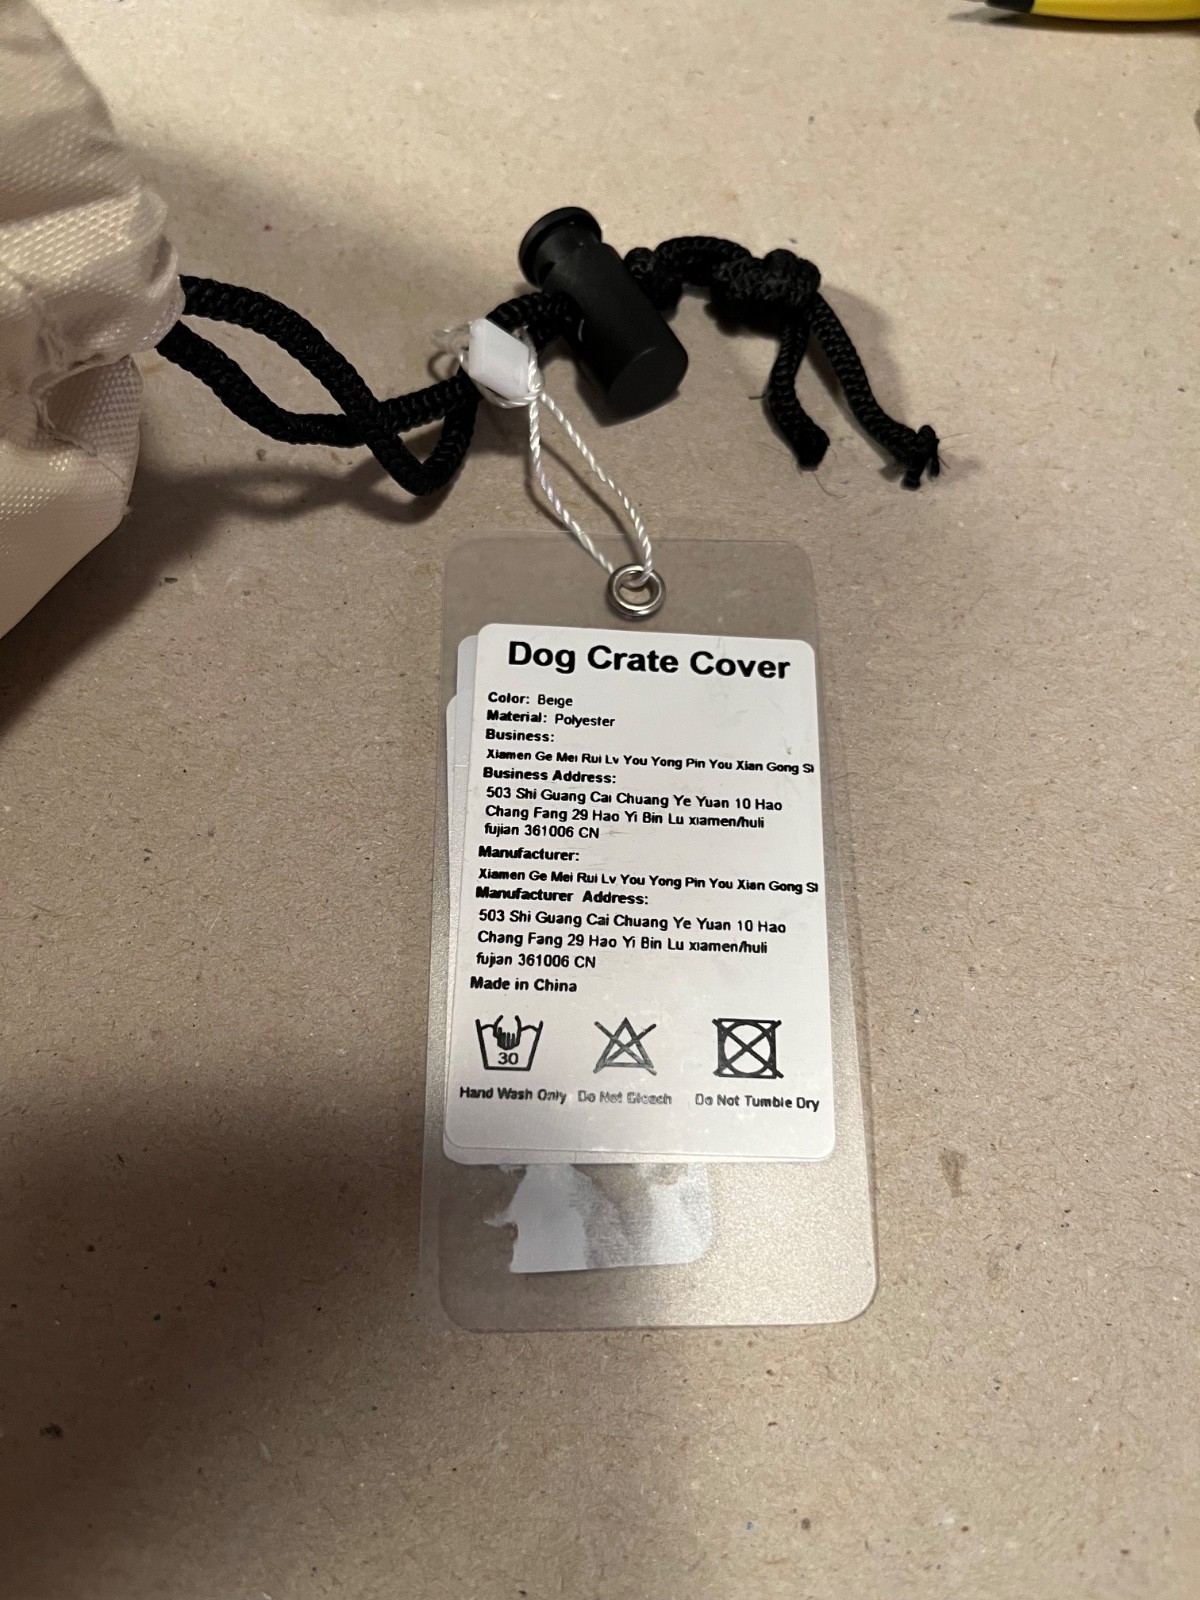 Dog Crate Cover
Color: Beige
Material: Polyester
Business:
Xiamen Ge Mei Rui Lv You Yong Pin You Xian Gong Si
Business Address:
503 Shi Guang Cai Chuang Ye Yuan 10 Hao
Chang Fang 29 Hao Yi Bin Lu xiamen/huli
fujian 361006 CN
Manufacturer:
Xiamen Ge Mei Rui Lv You Yong Pin You Xian Gong Si
Manufacturer Address:
503 Shi Guang Cai Chuang Ye Yuan 10 Hao
Chang Fang 29 Hao Yi Bin Lu xiamen/huli
fujian 361006 CN
Made in China
30
Hand Wash Only Do Not Bleach Do Not Tumble Dry